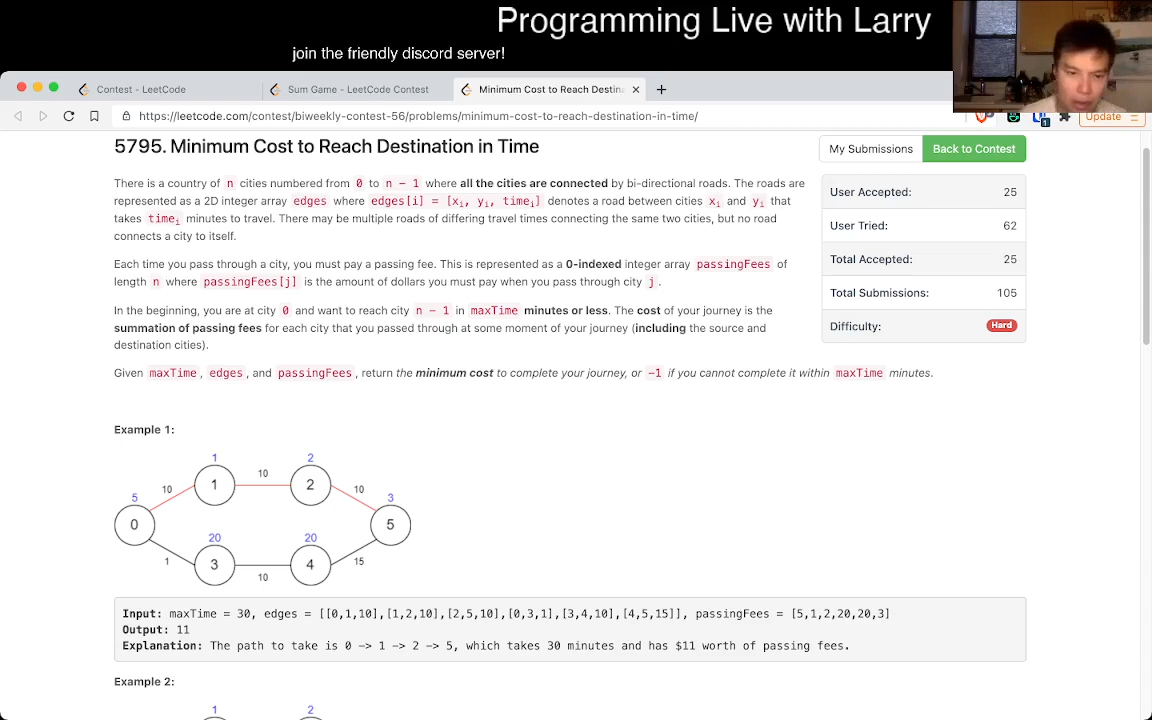 Programming Live with Larry
join the friendly discord server!
Contest - LeetCode
Sum Game - LeetCode Contest
Minimum Cost to Reach Destina
https://leetcode.com/contest/biweekly-contest-56/problems/minimum-cost-to-reach-destination-in-time/
Update
5795. Minimum Cost to Reach Destination in Time
My Submissions
Back to Contest
There is a country of n cities numbered from 0 to n - 1 where all the cities are connected by bi-directional roads. The roads are
represented as a 2D integer array edges where edges[i] = [xi, yi, timei] denotes a road between cities xi and yi that
takes timei minutes to travel. There may be multiple roads of differing travel times connecting the same two cities, but no road
connects a city to itself.
Each time you pass through a city, you must pay a passing fee. This is represented as a 0-indexed integer array passingFees of
length n where passingFees[j] is the amount of dollars you must pay when you pass through city j .
In the beginning, you are at city 0 and want to reach city n - 1 in maxTime minutes or less. The cost of your journey is the
summation of passing fees for each city that you passed through at some moment of your journey (including the source and
destination cities).
Given maxTime, edges, and passingFees, return the minimum cost to complete your journey, or -1 if you cannot complete it within maxTime minutes.
User Accepted: 25
User Tried: 62
Total Accepted: 25
Total Submissions: 105
Difficulty: Hard
Example 1:
1 2
10
5 10 1 2 10 3
0 5
20 20
1 3 4 15
10
Input: maxTime = 30, edges = [[0,1,10],[1,2,10],[2,5,10],[0,3,1],[3,4,10],[4,5,15]], passingFees = [5,1,2,20,20,3]
Output: 11
Explanation: The path to take is 0 -> 1 -> 2 -> 5, which takes 30 minutes and has $11 worth of passing fees.
Example 2:
1 2